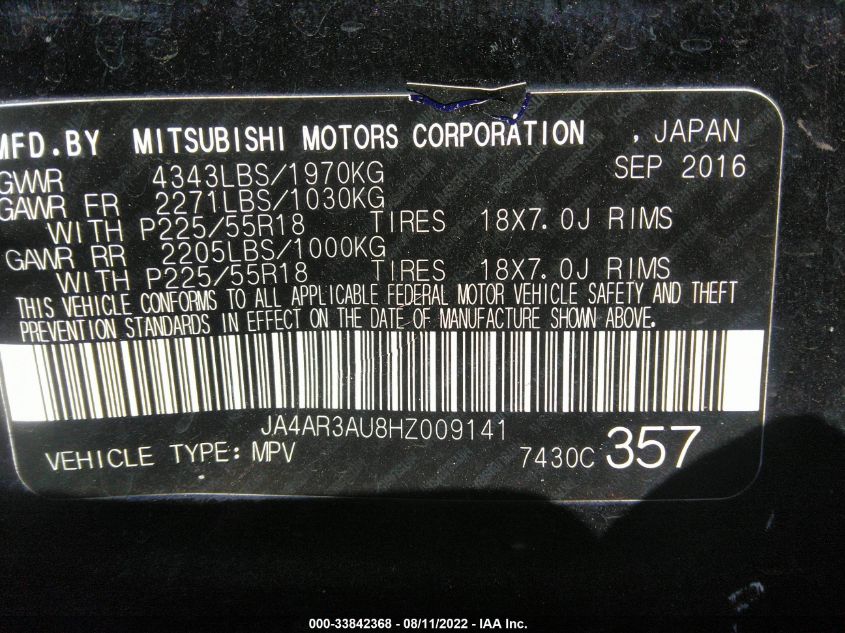 MFD.BY MITSUBISHI MOTORS CORPORATION , JAPAN
SEP 2016
GVWR 4343LBS/1970KG
GAWR FR 2271LBS/1030KG
WITH P225/55R18 TIRES 18X7.0J RIMS
GAWR RR 2205LBS/1000KG
WITH P225/55R18 TIRES 18X7.0J RIMS
THIS VEHICLE CONFORMS TO ALL APPLICABLE FEDERAL MOTOR VEHICLE SAFETY AND THEFT
PREVENTION STANDARDS IN EFFECT ON THE DATE OF MANUFACTURE SHOWN ABOVE.
JA4AR3AU8HZ009141
VEHICLE TYPE: MPV 7430C 357
000-33842368 - 08/11/2022 - IAA Inc.